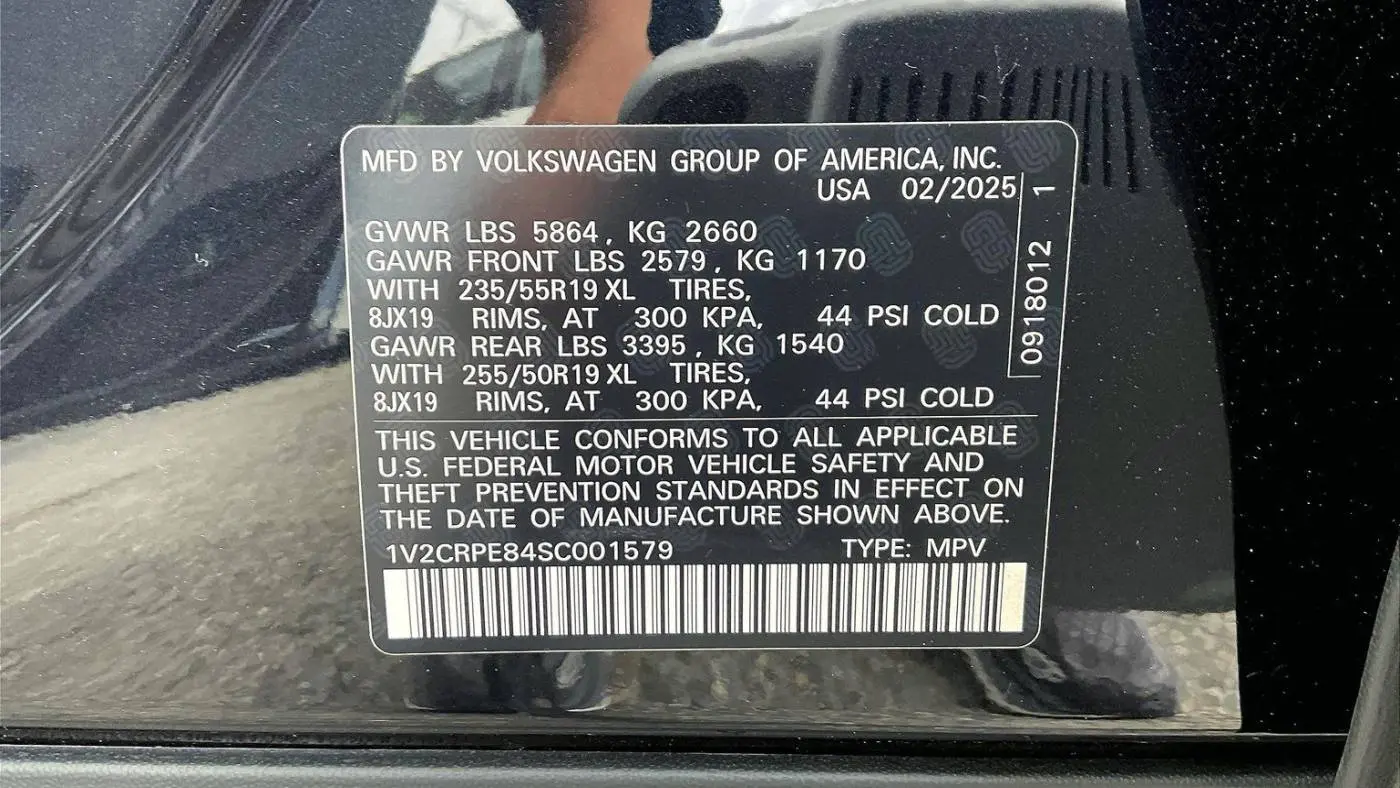 MFD BY VOLKSWAGEN GROUP OF AMERICA, INC.
USA 02/2025
GVWR LBS 5864, KG 2660
GAWR FRONT LBS 2579, KG 1170
WITH 235/55R19 XL TIRES,
8JX19 RIMS, AT 300 KPA, 44 PSI COLD
GAWR REAR LBS 3395, KG 1540
WITH 255/50R19 XL TIRES,
8JX19 RIMS, AT 300 KPA, 44 PSI COLD
0918012 1
THIS VEHICLE CONFORMS TO ALL APPLICABLE
U.S. FEDERAL MOTOR VEHICLE SAFETY AND
THEFT PREVENTION STANDARDS IN EFFECT ON
THE DATE OF MANUFACTURE SHOWN ABOVE.
1V2CRPE84SC001579 TYPE: MPV